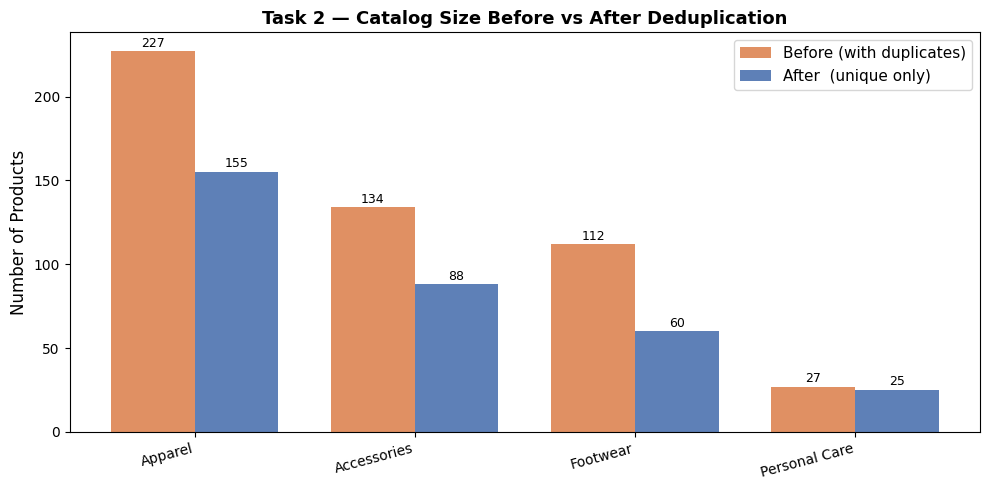 Task 2 — Catalog Size Before vs After Deduplication
Before (with duplicates)
After  (unique only)
Number of Products
200
150
100
50
0
227
155
134
88
112
60
27
25
Apparel
Accessories
Footwear
Personal Care